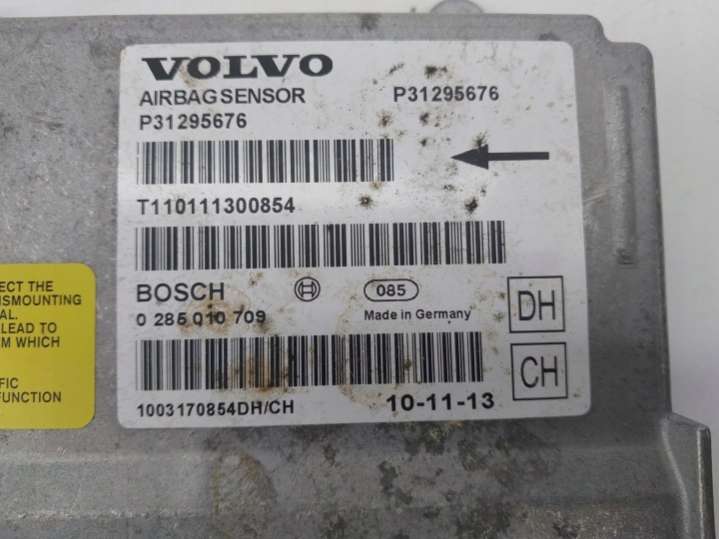 VOLVO
AIRBAG SENSOR P31295676
P31295676
T110111300854
BOSCH 085
0 285 010 709 Made in Germany
DH
CH
1003170854DH/CH 10-11-13
ECT THE
ISMOUNTING
AL.
LEAD TO
M WHICH
FIC
FUNCTION